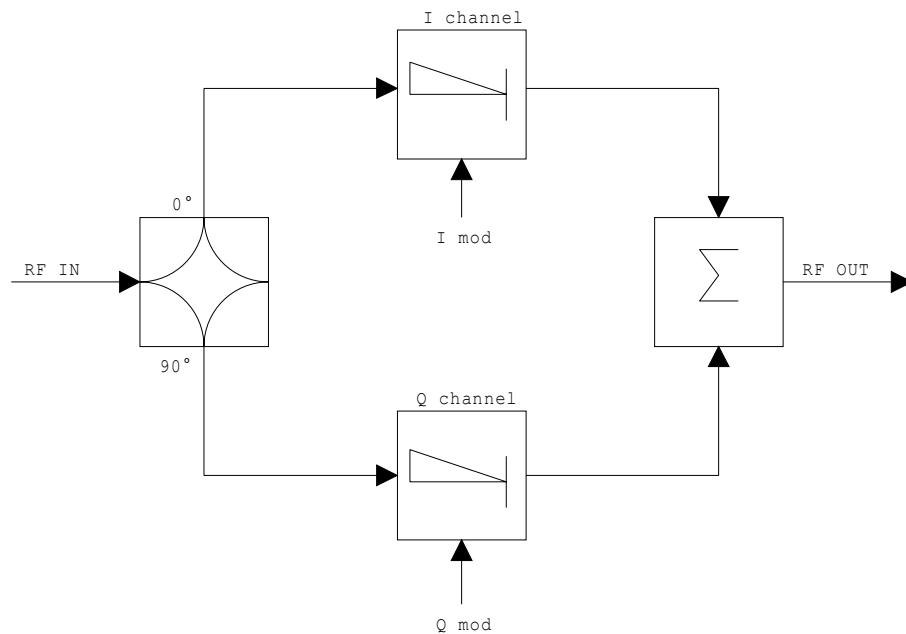 I channel
0°
I mod
RF IN
Σ
RF OUT
90°
Q channel
Q mod